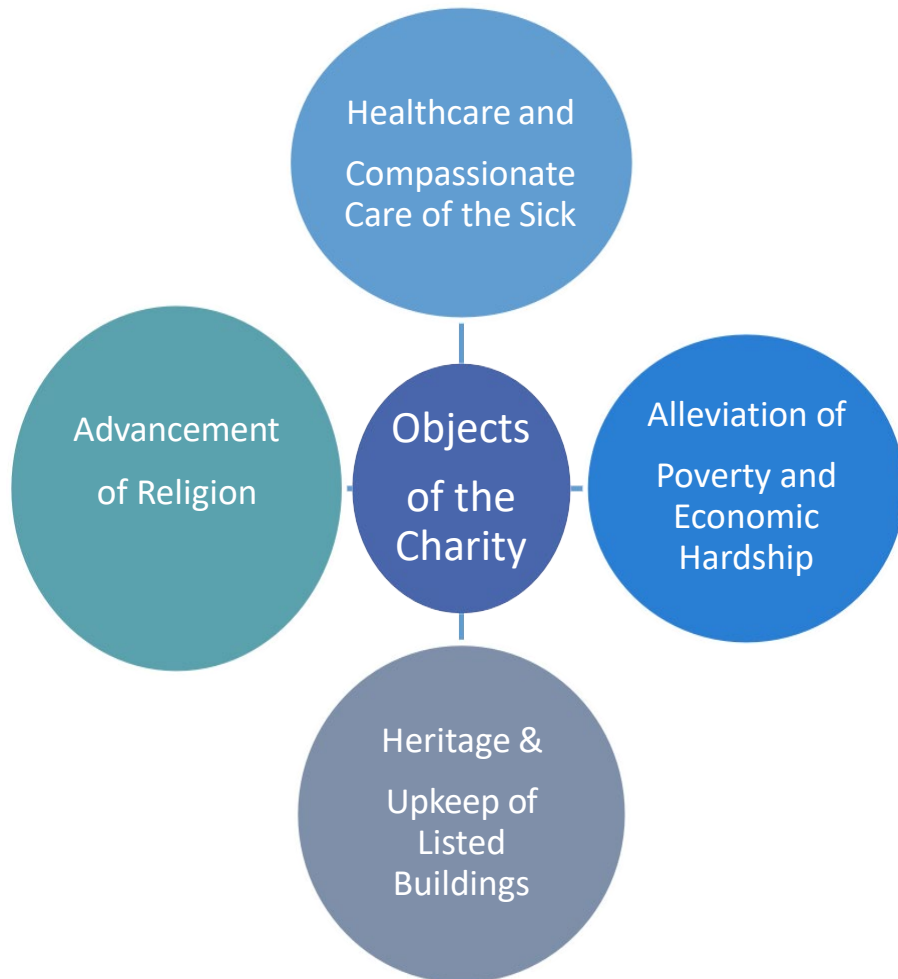 Healthcare and
Compassionate
Care of the Sick
Advancement
of Religion
Objects
of the
Charity
Alleviation of
Poverty and
Economic
Hardship
Heritage &
Upkeep of
Listed
Buildings